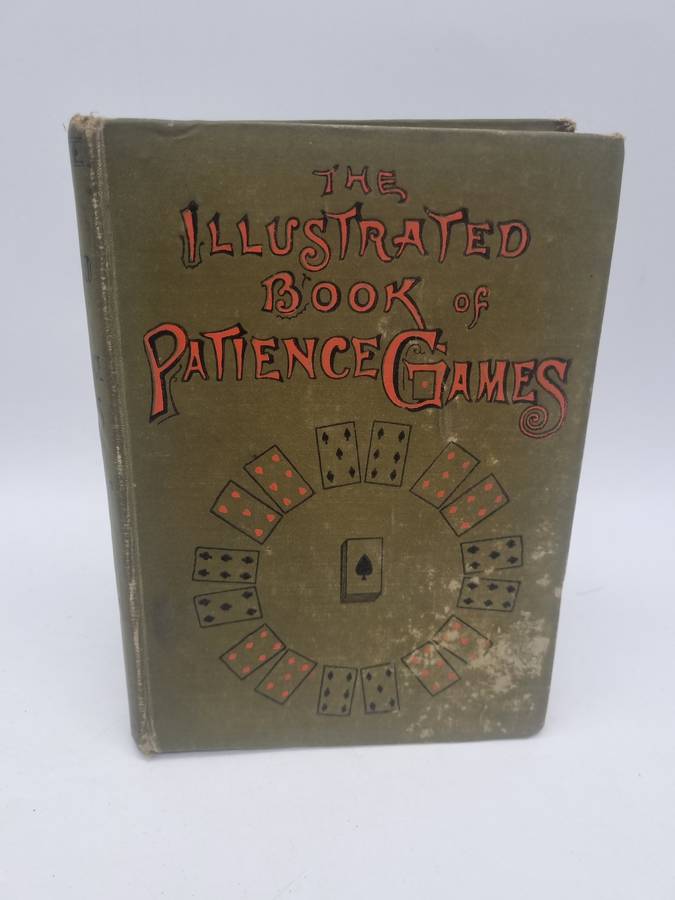 THE
ILLUSTRATED
BOOK OF
PATIENCE GAMES